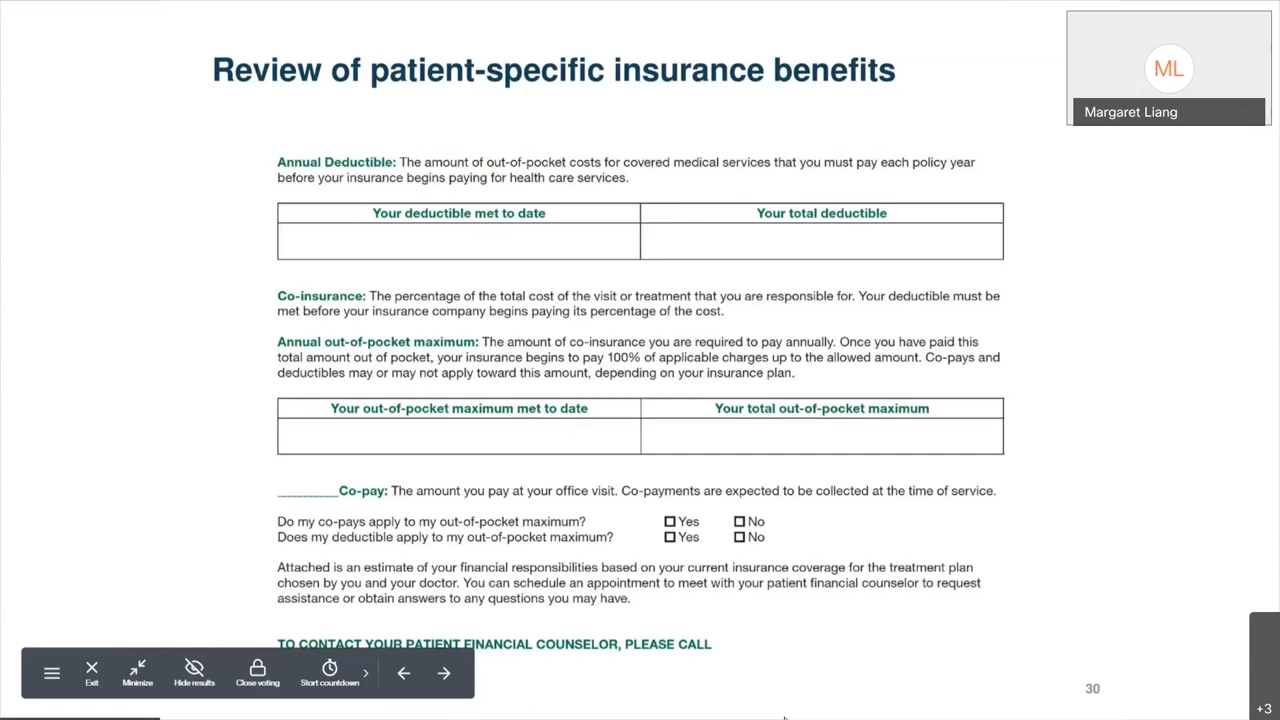 Review of patient-specific insurance benefits
ML
Margaret Liang
Annual Deductible: The amount of out-of-pocket costs for covered medical services that you must pay each policy year
before your insurance begins paying for health care services.
Your deductible met to date
Your total deductible
Co-insurance: The percentage of the total cost of the visit or treatment that you are responsible for. Your deductible must be
met before your insurance company begins paying its percentage of the cost.
Annual out-of-pocket maximum: The amount of co-insurance you are required to pay annually. Once you have paid this
total amount out of pocket, your insurance begins to pay 100% of applicable charges up to the allowed amount. Co-pays and
deductibles may or may not apply toward this amount, depending on your insurance plan.
Your out-of-pocket maximum met to date
Your total out-of-pocket maximum
__________Co-pay: The amount you pay at your office visit. Co-payments are expected to be collected at the time of service.
Do my co-pays apply to my out-of-pocket maximum? Yes No
Does my deductible apply to my out-of-pocket maximum? Yes No
Attached is an estimate of your financial responsibilities based on your current insurance coverage for the treatment plan
chosen by you and your doctor. You can schedule an appointment to meet with your patient financial counselor to request
assistance or obtain answers to any questions you may have.
TO CONTACT YOUR PATIENT FINANCIAL COUNSELOR, PLEASE CALL
Exit
Minimize
Hide results
Close voting
Start countdown
30
+3